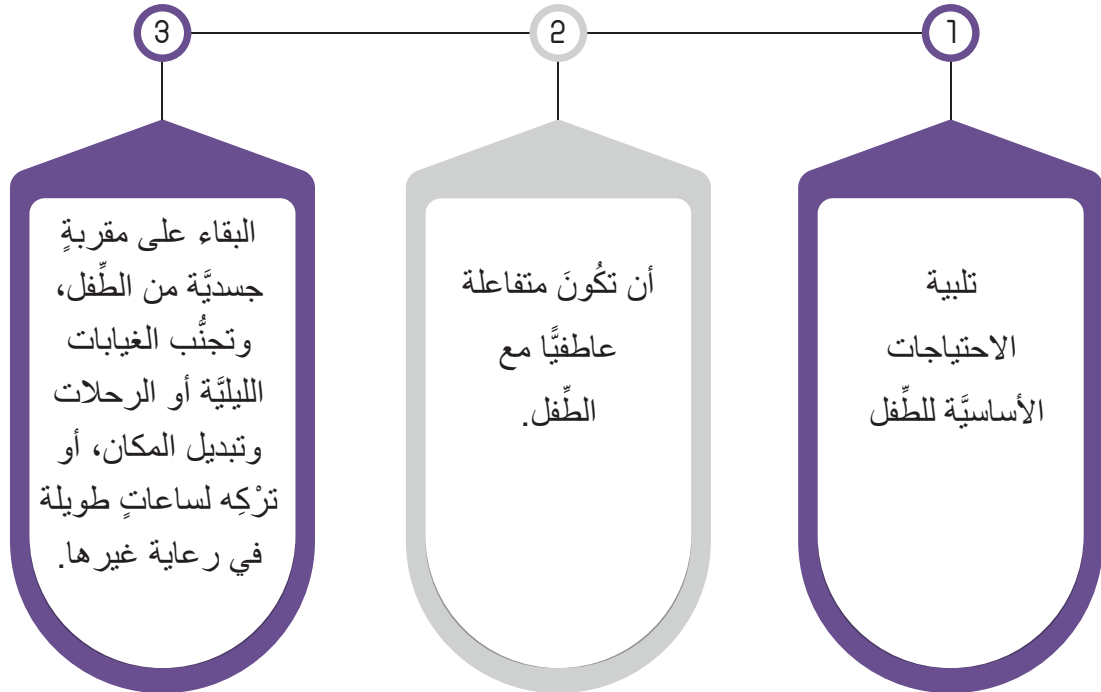 1
تلبية
الاحتياجات
الأساسيَّة للطِّفل
2
أن تكُونَ متفاعلة
عاطفيًّا مع
الطِّفل.
3
البقاء على مقربةٍ
جسديَّة من الطِّفل،
وتجنُّب الغيابات
الليليَّة أو الرحلات
وتبديل المكان، أو
ترْكِه لساعاتٍ طويلة
في رعاية غيرها.